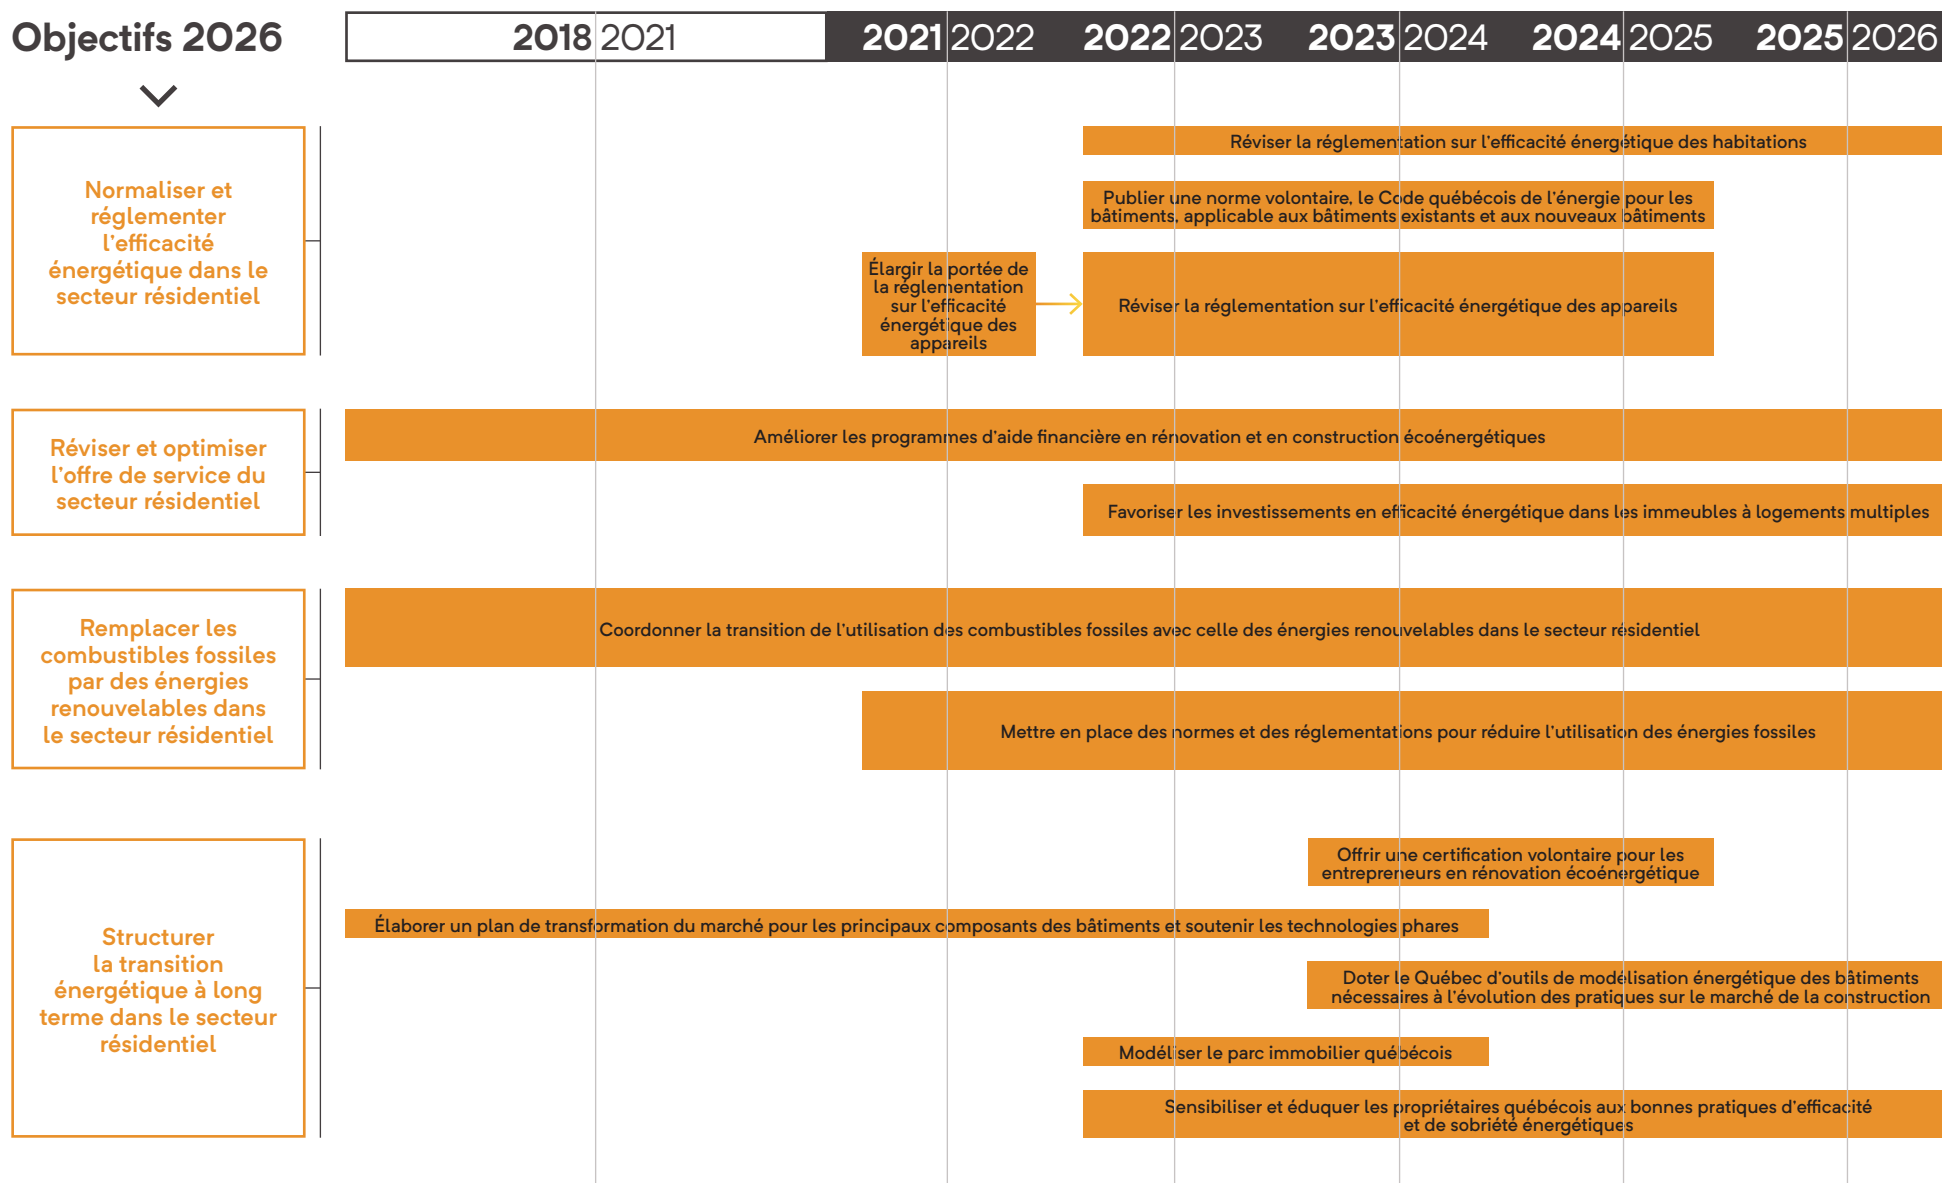 Objectifs 2026
2018 2021
2021 2022
2022 2023
2023 2024
2024 2025
2025 2026
Normaliser et
réglementer
l’efficacité
énergétique dans le
secteur résidentiel
Réviser la réglementation sur l’efficacité énergétique des habitations
Publier une norme volontaire, le Code québécois de l’énergie pour les
bâtiments, applicable aux bâtiments existants et aux nouveaux bâtiments
Élargir la portée de
la réglementation
sur l’efficacité
énergétique des
appareils
Réviser la réglementation sur l’efficacité énergétique des appareils
Réviser et optimiser
l’offre de service du
secteur résidentiel
Améliorer les programmes d’aide financière en rénovation et en construction écoénergétiques
Favoriser les investissements en efficacité énergétique dans les immeubles à logements multiples
Remplacer les
combustibles fossiles
par des énergies
renouvelables dans
le secteur résidentiel
Coordonner la transition de l’utilisation des combustibles fossiles avec celle des énergies renouvelables dans le secteur résidentiel
Mettre en place des normes et des réglementations pour réduire l’utilisation des énergies fossiles
Structurer
la transition
énergétique à long
terme dans le secteur
résidentiel
Offrir une certification volontaire pour les
entrepreneurs en rénovation écoénergétique
Élaborer un plan de transformation du marché pour les principaux composants des bâtiments et soutenir les technologies phares
Doter le Québec d’outils de modélisation énergétique des bâtiments
nécessaires à l’évolution des pratiques sur le marché de la construction
Modéliser le parc immobilier québécois
Sensibiliser et éduquer les propriétaires québécois aux bonnes pratiques d’efficacité
et de sobriété énergétiques